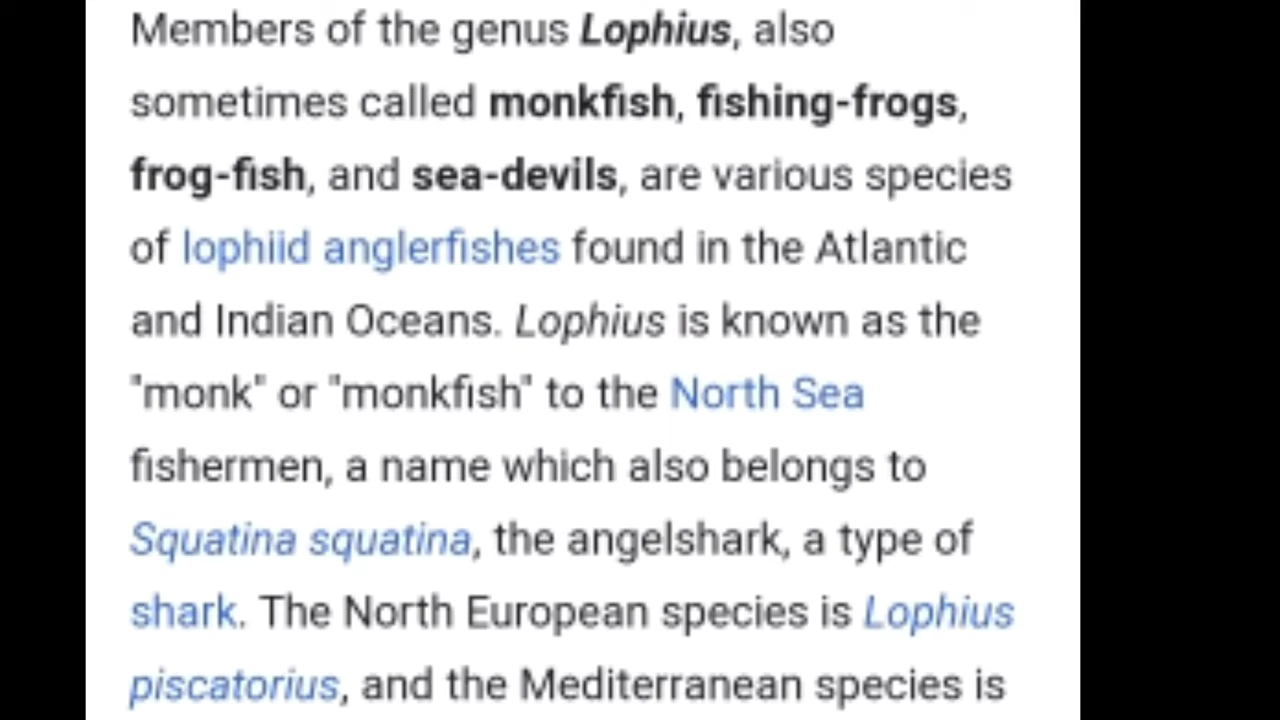 Members of the genus Lophius, also
sometimes called monkfish, fishing-frogs,
frog-fish, and sea-devils, are various species
of lophiid anglerfishes found in the Atlantic
and Indian Oceans. Lophius is known as the
"monk" or "monkfish" to the North Sea
fishermen, a name which also belongs to
Squatina squatina, the angelshark, a type of
shark. The North European species is Lophius
piscatorius, and the Mediterranean species is